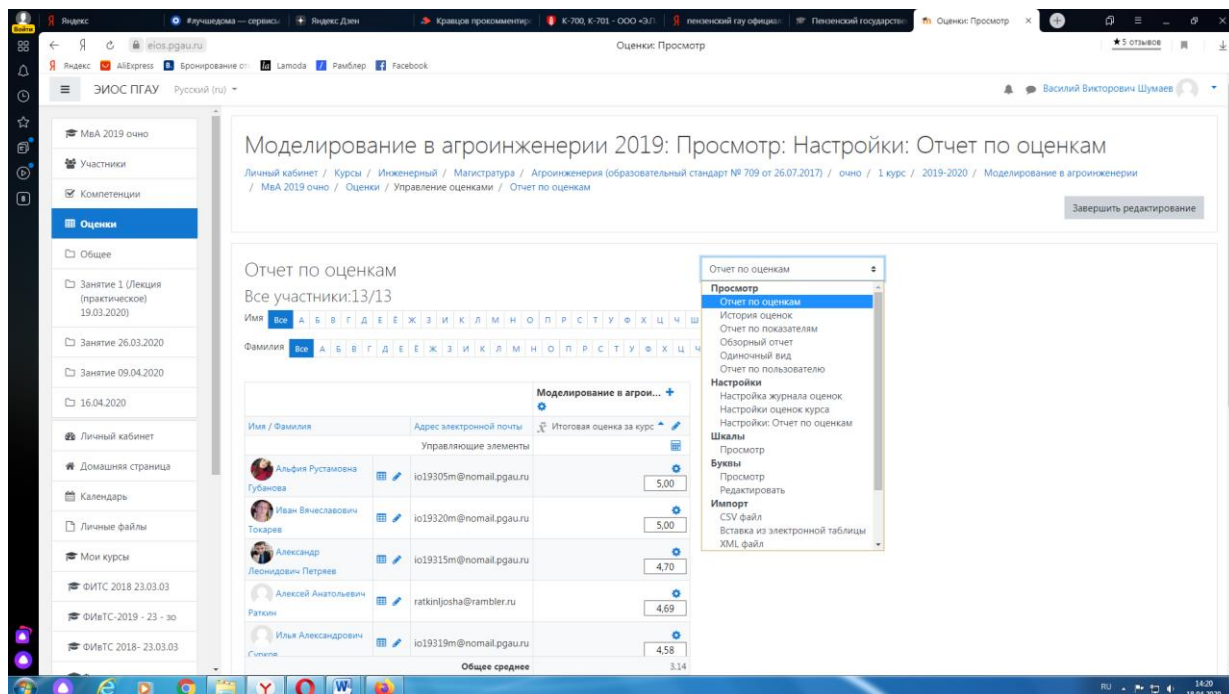 Войти
Яндекс
#лучшедома — сервисы
Яндекс Дзен
Кравцов прокомментиро
К-700, К-701 - ООО «ЭЛ
пензенский гау официал
Пензенский государстве
Оценки: Просмотр
eios.pgau.ru
Оценки: Просмотр
★ 5 отзывов
Яндекс AliExpress Бронирование от Lamoda Рамблер Facebook
ЭИОС ПГАУ Русский (ru)
Василий Викторович Шумаев
МвА 2019 очно
Участники
Компетенции
Оценки
Общее
Занятие 1 (Лекция
(практическое)
19.03.2020)
Занятие 26.03.2020
Занятие 09.04.2020
16.04.2020
Личный кабинет
Домашняя страница
Календарь
Личные файлы
Мои курсы
ФИТС 2018 23.03.03
ФИвТС-2019 - 23 - зо
ФИвТС 2018- 23.03.03
Моделирование в агроинженерии 2019: Просмотр: Настройки: Отчет по оценкам
Личный кабинет / Курсы / Инженерный / Магистратура / Агроинженерия (образовательный стандарт № 709 от 26.07.2017) / очно / 1 курс / 2019-2020 / Моделирование в агроинженерии
/ МвА 2019 очно / Оценки / Управление оценками / Отчет по оценкам
Завершить редактирование
Отчет по оценкам
Все участники:13/13
Имя Все А Б В Г Д Е Ё Ж З И К Л М Н О П Р С Т У Ф Х Ц Ч Ш
Фамилия Все А Б В Г Д Е Ё Ж З И К Л М Н О П Р С Т У Ф Х Ц Ч
Отчет по оценкам
Просмотр
Отчет по оценкам
История оценок
Отчет по показателям
Обзорный отчет
Одиночный вид
Отчет по пользователю
Настройки
Настройка журнала оценок
Настройки оценок курса
Настройки: Отчет по оценкам
Шкалы
Просмотр
Буквы
Просмотр
Редактировать
Импорт
CSV файл
Вставка из электронной таблицы
XML файл
Моделирование в агрои...
Имя / Фамилия Адрес электронной почты Итоговая оценка за курс
Управляющие элементы
Альфия Рустамовна
Губанова io19305m@nomail.pgau.ru 5,00
Иван Вячеславович
Токарев io19320m@nomail.pgau.ru 5,00
Александр
Леонидович Петряев io19315m@nomail.pgau.ru 4,70
Алексей Анатольевич
Раткин ratkinljosha@rambler.ru 4,69
Илья Александрович
Сурков io19319m@nomail.pgau.ru 4,58
Общее среднее 3.14
RU 14:20
18.04.2020